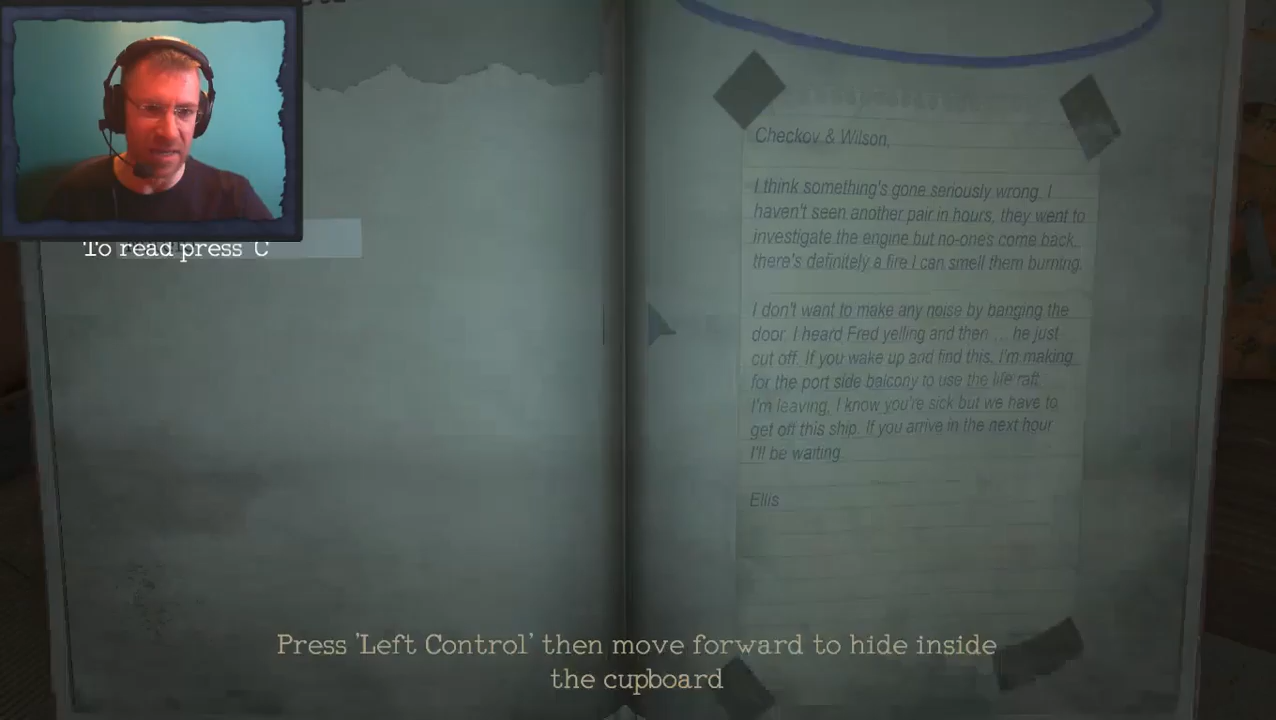 To read press 'C'
Checkov & Wilson,
I think something's gone seriously wrong. I
haven't seen another pair in hours, they went to
investigate the engine but no-one's come back.
there's definitely a fire I can smell them burning.
I don't want to make any noise by banging the
door. I heard Fred yelling and then ... he just
cut off. If you wake up and find this, I'm making
for the port side balcony to use the life raft.
I'm leaving, I know you're sick but we have to
get off this ship. If you arrive in the next hour
I'll be waiting
Ellis
Press 'Left Control' then move forward to hide inside
the cupboard